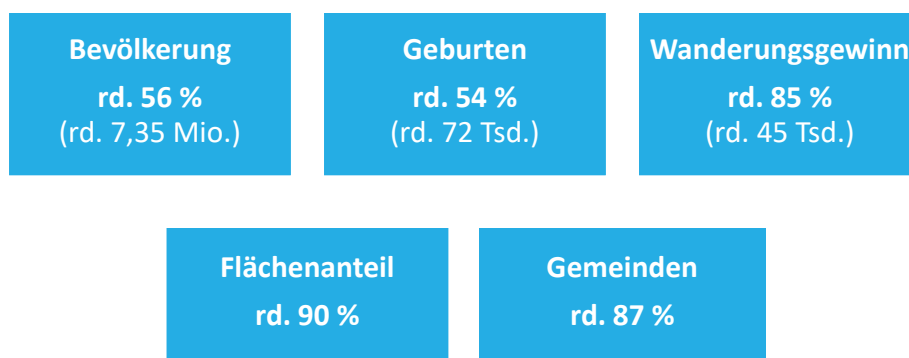 Bevölkerung
rd. 56 %
(rd. 7,35 Mio.)
Geburten
rd. 54 %
(rd. 72 Tsd.)
Wanderungsgewinn
rd. 85 %
(rd. 45 Tsd.)
Flächenanteil
rd. 90 %
Gemeinden
rd. 87 %